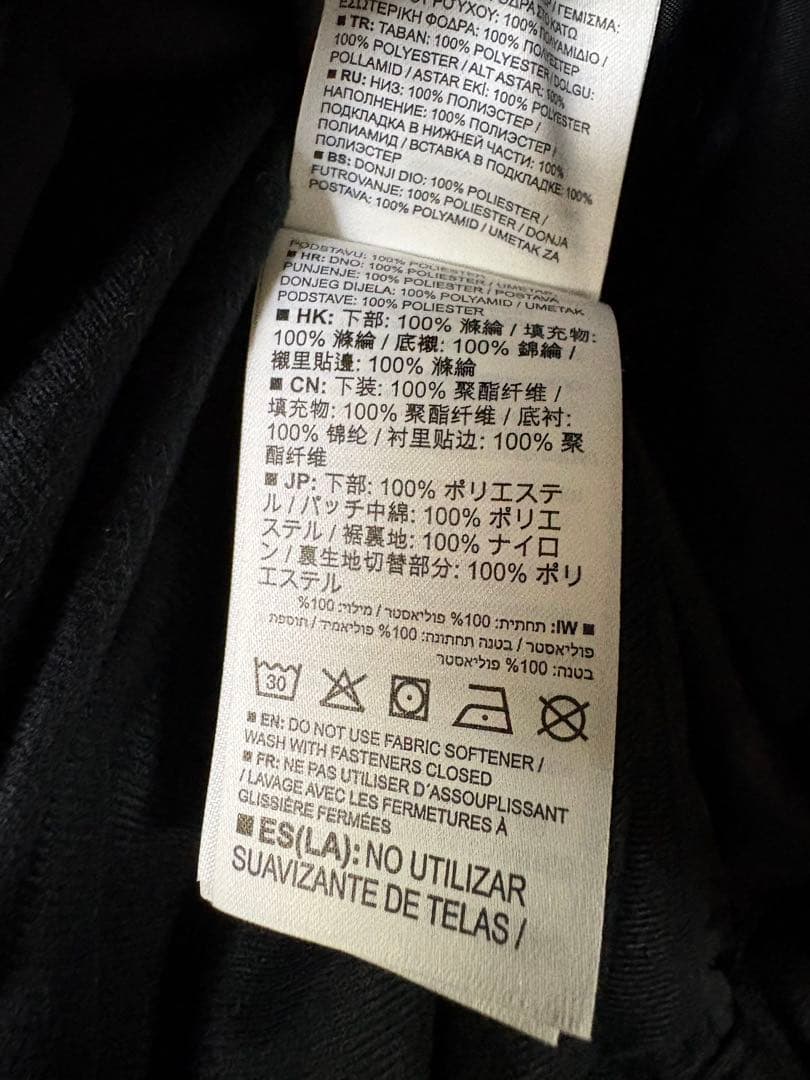 ΟΥ ΡΟΥΧΟΥ: 100%
ΓΕΜΙΣΜΑ:
ΕΣΩΤΕΡΙΚΗ ΦΟΔΡΑ: 100% ΠΟΛΥΑΜΙΔΙΟ /
■ TR: TABAN: 100% POLYESTER / DOLGU:
100% POLYESTER / ALT ASTAR: 100%
POLLAMID / ASTAR EKİ: 100% POLYESTER
■ RU: НИЗ: 100% ПОЛИЭСТЕР /
НАПОЛНЕНИЕ: 100% ПОЛИЭСТЕР /
ПОДКЛАДКА В НИЖНЕЙ ЧАСТИ: 100%
ПОЛИАМИД / ВСТАВКА В ПОДКЛАДКЕ: 100%
ПОЛИЭСТЕР
■ BS: DONJI DIO: 100% POLIESTER /
FUTROVANJE: 100% POLIESTER / DONJA
POSTAVA: 100% POLYAMID / UMETAK ZA
PODSTAVU: 100% POLIESTER
■ HR: DNO: 100% POLIESTER / UMETAK
PUNJENJE: 100% POLIESTER / POSTAVA
DONJEG DIJELA: 100% POLYAMID / UMETAK
PODSTAVE: 100% POLIESTER
■ HK: 下部: 100% 滌綸 / 填充物:
100% 滌綸 / 底襯: 100% 錦綸 /
襯里貼邊: 100% 滌綸
■ CN: 下装: 100% 聚酯纤维 /
填充物: 100% 聚酯纤维 / 底衬:
100% 锦纶 / 衬里贴边: 100% 聚
酯纤维
■ JP: 下部: 100% ポリエステ
ル / パッチ中綿: 100% ポリエ
ステル / 裾裏地: 100% ナイロ
ン / 裏生地切替部分: 100% ポリ
エステル
■ IW: תחתית: 100% פוליאסטר / מילוי: 100%
פוליאסטר / בטנה תחתונה: 100% פוליאמיד / תוספת
בטנה: 100% פוליאסטר
30
■ EN: DO NOT USE FABRIC SOFTENER /
WASH WITH FASTENERS CLOSED
■ FR: NE PAS UTILISER D'ASSOUPLISSANT
/ LAVAGE AVEC LES FERMETURES À
GLISSIÈRE FERMÉES
■ ES(LA): NO UTILIZAR
SUAVIZANTE DE TELAS /